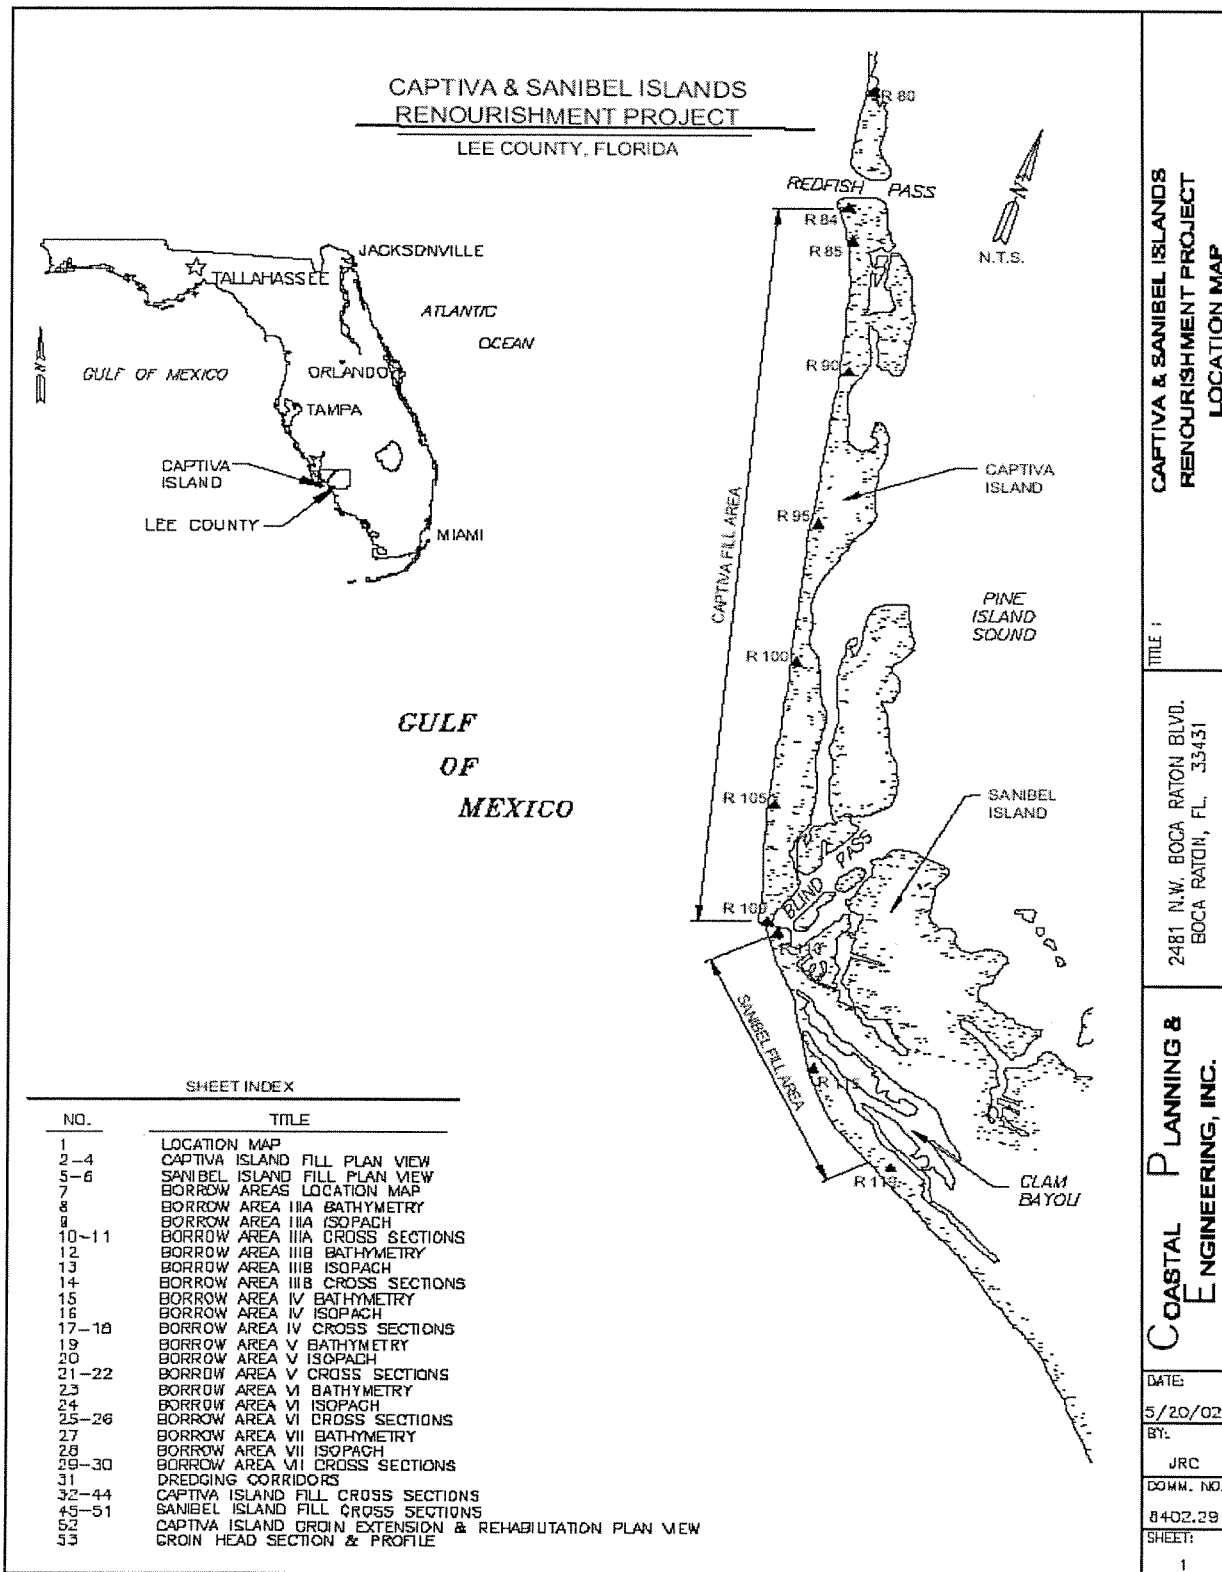 CAPTIVA & SANIBEL ISLANDS
RENOURISHMENT PROJECT
LEE COUNTY, FLORIDA
R 80
REDFISH PASS
R 84
R 85
N
N.T.S.
R 90
CAPTIVA
ISLAND
R 95
CAPTIVA FILL AREA
PINE
ISLAND
SOUND
R 100
R 105
SANIBEL
ISLAND
BLIND PASS
R 109
R 110
SANIBEL FILL AREA
R 115
R 118
CLAM
BAYOU
JACKSONVILLE
TALLAHASSEE
ATLANTIC
OCEAN
N
GULF OF MEXICO
ORLANDO
TAMPA
CAPTIVA
ISLAND
LEE COUNTY
MIAMI
GULF
OF
MEXICO
SHEET INDEX
NO. TITLE
1 LOCATION MAP
2-4 CAPTIVA ISLAND FILL PLAN VIEW
5-6 SANIBEL ISLAND FILL PLAN VIEW
7 BORROW AREAS LOCATION MAP
8 BORROW AREA IIIA BATHYMETRY
9 BORROW AREA IIIA ISOPACH
10-11 BORROW AREA IIIA CROSS SECTIONS
12 BORROW AREA IIIB BATHYMETRY
13 BORROW AREA IIIB ISOPACH
14 BORROW AREA IIIB CROSS SECTIONS
15 BORROW AREA IV BATHYMETRY
16 BORROW AREA IV ISOPACH
17-18 BORROW AREA IV CROSS SECTIONS
19 BORROW AREA V BATHYMETRY
20 BORROW AREA V ISOPACH
21-22 BORROW AREA V CROSS SECTIONS
23 BORROW AREA VI BATHYMETRY
24 BORROW AREA VI ISOPACH
25-26 BORROW AREA VI CROSS SECTIONS
27 BORROW AREA VII BATHYMETRY
28 BORROW AREA VII ISOPACH
29-30 BORROW AREA VII CROSS SECTIONS
31 DREDGING CORRIDORS
32-44 CAPTIVA ISLAND FILL CROSS SECTIONS
45-51 SANIBEL ISLAND FILL CROSS SECTIONS
52 CAPTIVA ISLAND GROIN EXTENSION & REHABILITATION PLAN VIEW
53 GROIN HEAD SECTION & PROFILE
TITLE :
CAPTIVA & SANIBEL ISLANDS
RENOURISHMENT PROJECT
LOCATION MAP
2481 N.W. BOCA RATON BLVD.
BOCA RATON, FL. 33431
COASTAL PLANNING &
ENGINEERING, INC.
DATE:
5/20/02
BY:
JRC
COMM. NO.
8402.29
SHEET:
1